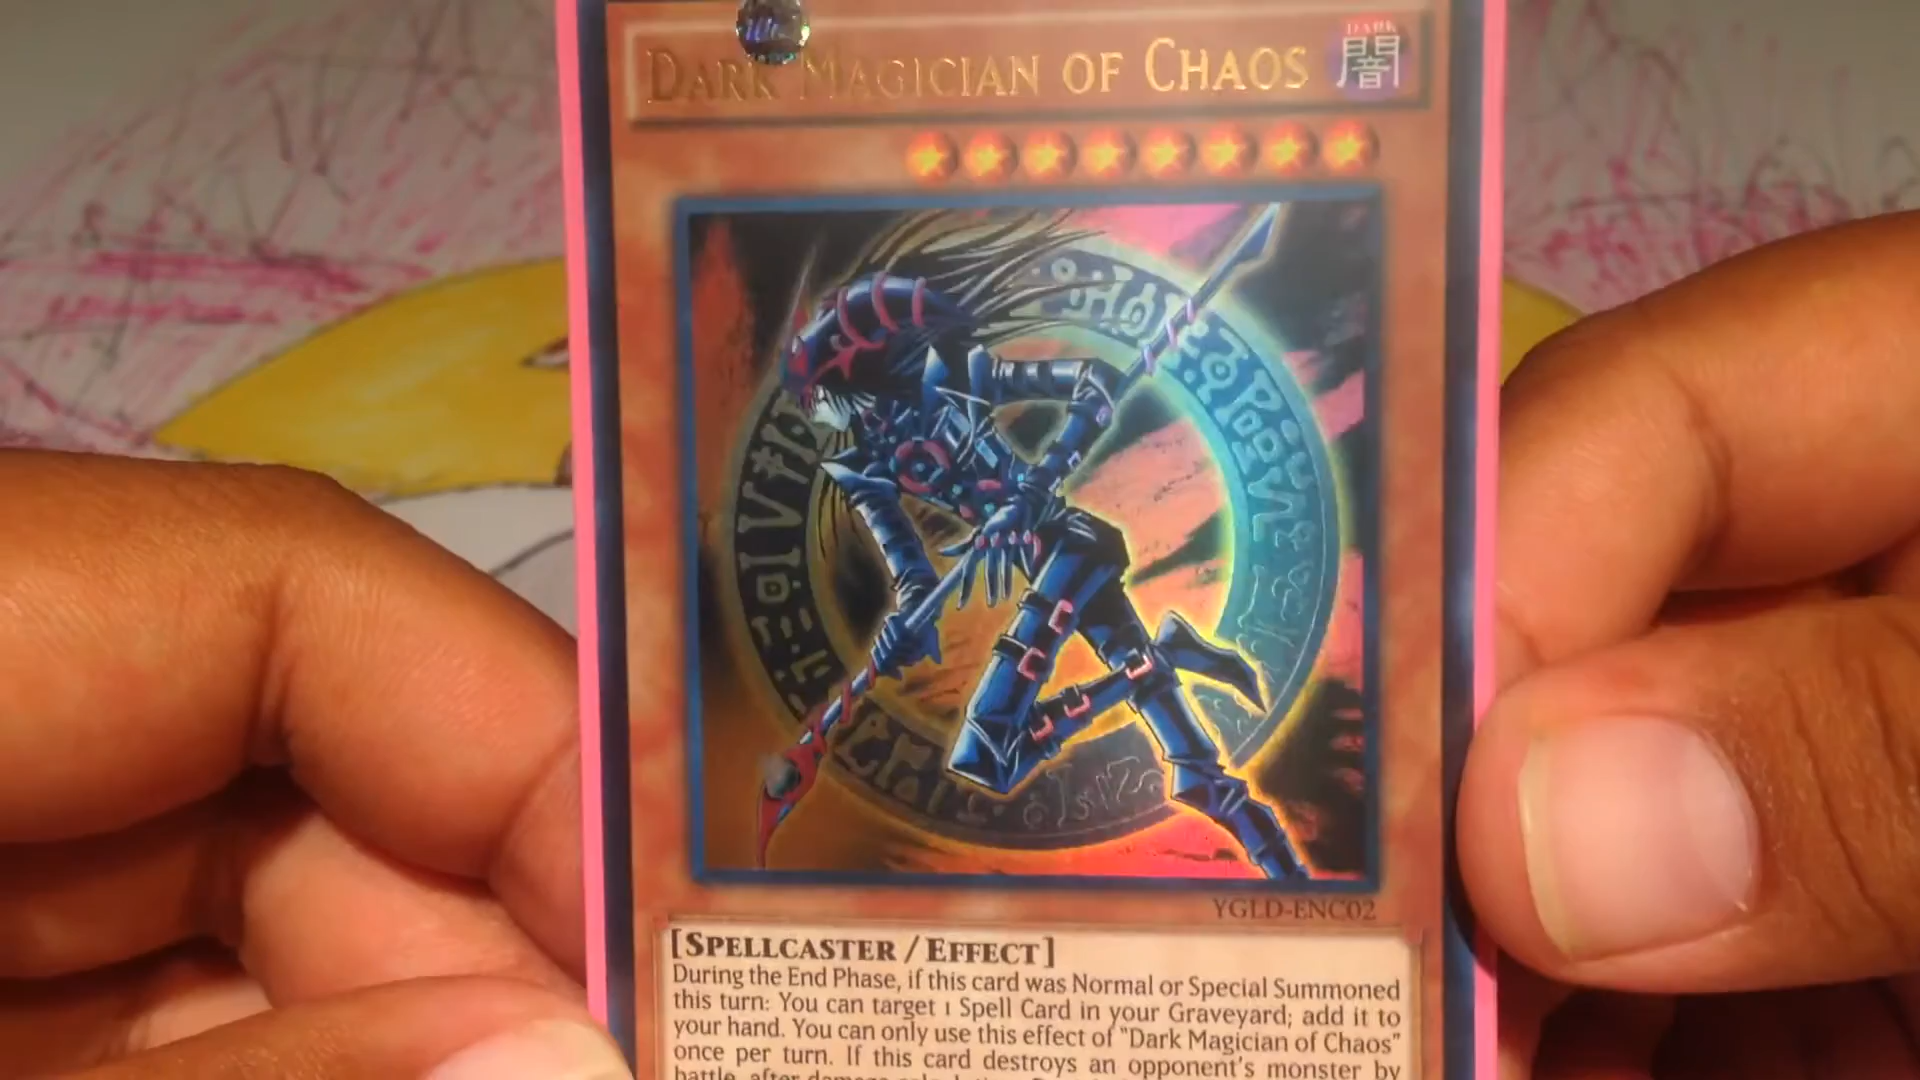 DARK MAGICIAN OF CHAOS
DARK
闇
YGLD-ENC02
[SPELLCASTER / EFFECT]
During the End Phase, if this card was Normal or Special Summoned
this turn: You can target 1 Spell Card in your Graveyard; add it to
your hand. You can only use this effect of "Dark Magician of Chaos"
once per turn. If this card destroys an opponent's monster by
battle, after damage